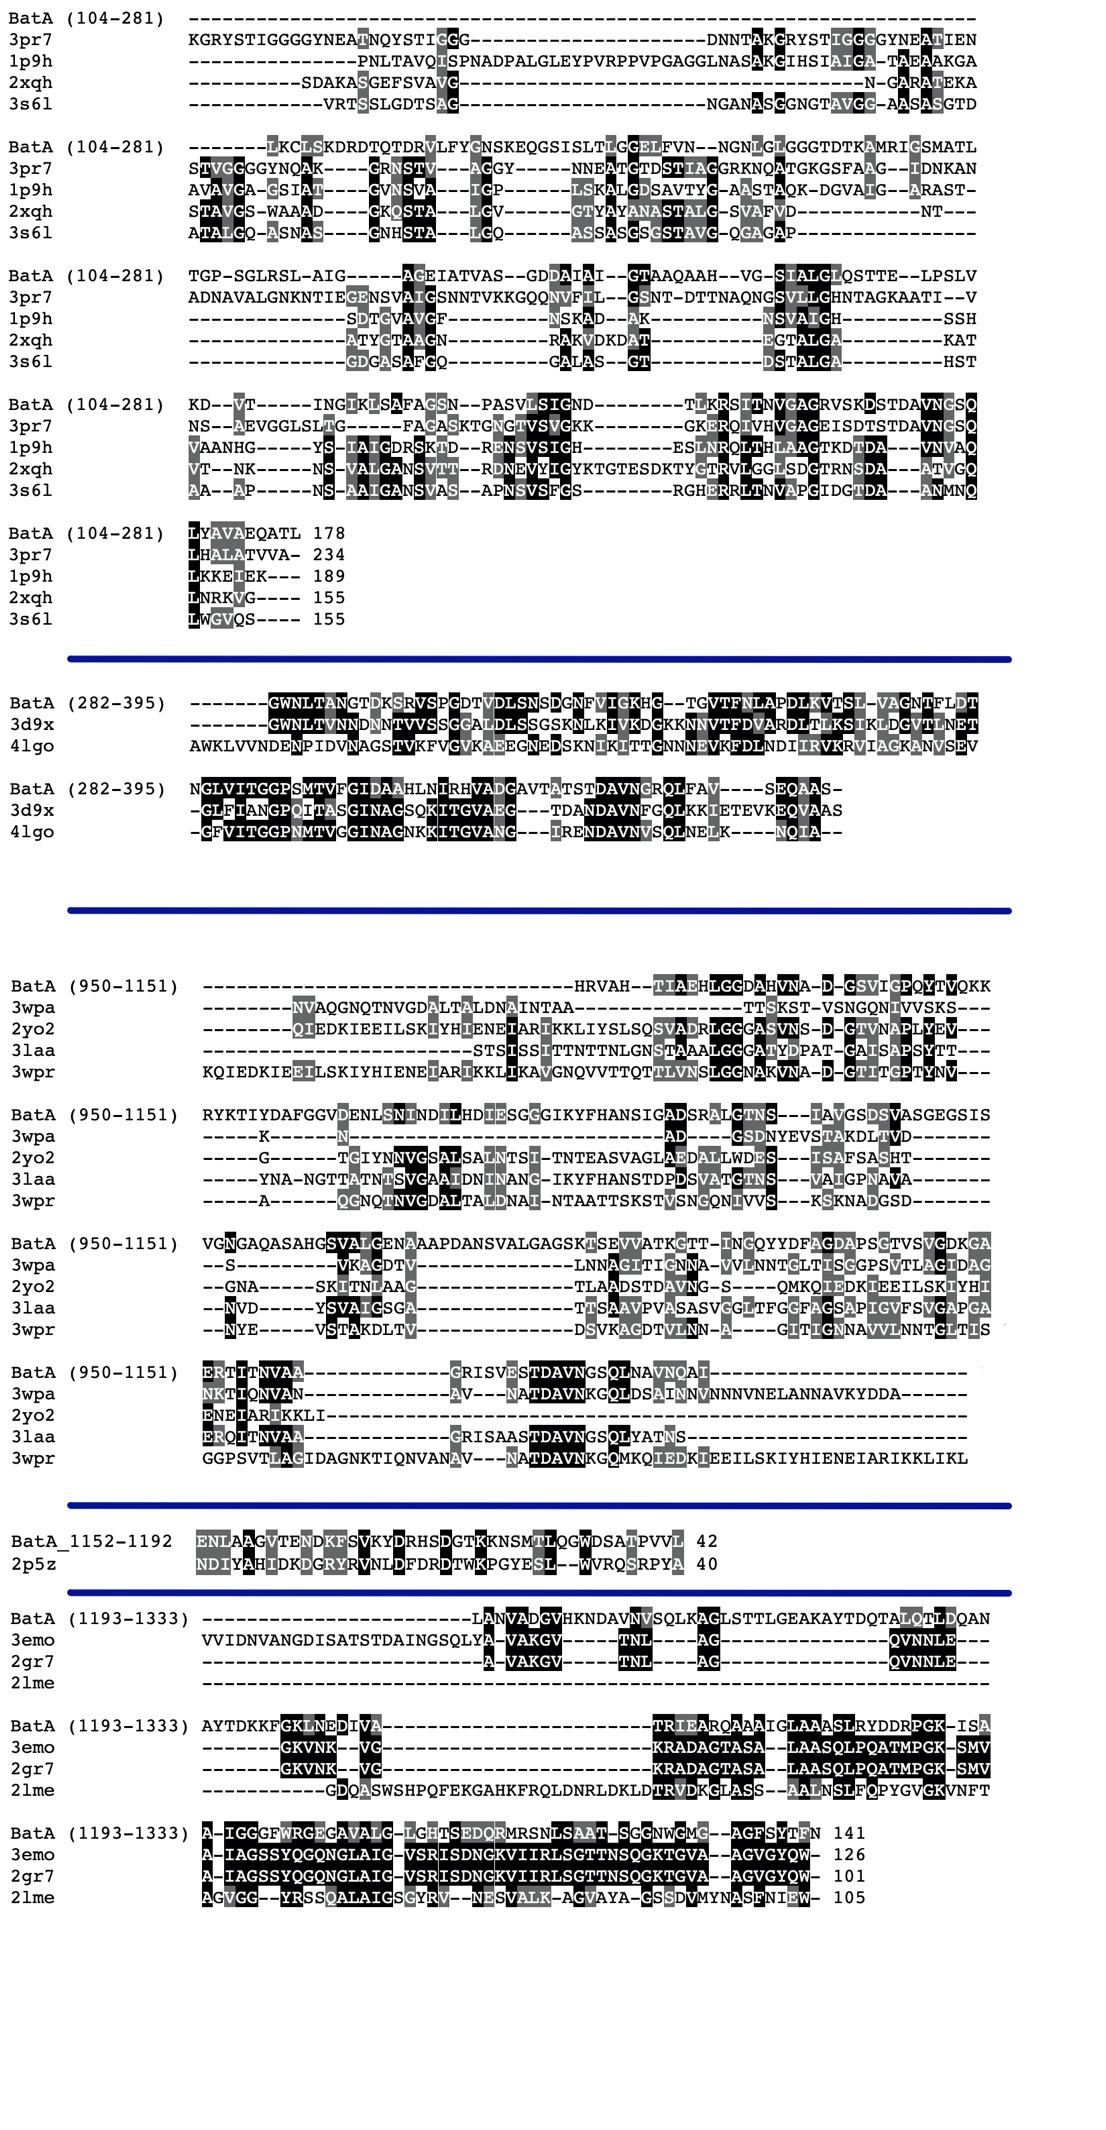 BatA (104-281) ----------------------------------------------------------------------
3pr7 KGRYSTIGGGGYNEATNQYSTIGGG----------------------DNNTAKGRYSTIGGGGYNEATIEN
1p9h ---------------PNLTAVQISPNADPALGLEYPVRPPVPGAGGLNASAKGIHSIAIGA-TAEAAKGA
2xqh ----------SDAKASGEFSVAVG------------------------------------N-GARATEKA
3s6l ------------VRTSSLGDTSAG----------------------NGANASGGNGTAVGG-AASASGTD
BatA (104-281) -------LKCLSKDRDTQTDRVLFYGNSKEQGSISLTLGGELFVN--NGNLGLGGGTDTKAMRIGSMATL
3pr7 STVGGGGYNQAK----GRNSTV---AGGY-----NNEATGTDSTIAGGRKNQATGKGSFAAG--IDNKAN
1p9h AVAVGA-GSIAT----GVNSVA---IGP------LSKALGDSAVTYG-AASTAQK-DGVAIG--ARAST-
2xqh STAVGS-WAAAD----GKQSTA---LGV------GTYAYANASTALG-SVAFVD-----------NT---
3s6l ATALGQ-ASNAS----GNHSTA---LGQ------ASSASGSGSTAVG-QGAGAP----------------
BatA (104-281) TGP-SGLRSL-AIG-----AGEIATVAS--GDDAIAI--GTAAQAAH--VG-SIALGLQSTTE--LPSLV
3pr7 ADNAVALGNKNTIEGENSVAIGSNNTVKKGQQNVFIL--GSNT-DTTNAQNGSVLLGHNTAGKAATI--V
1p9h --------------SDTGVAVGF---------NSKAD--AK----------NSVAIGH---------SSH
2xqh --------------ATYGTAAGN---------RAKVDKDAT----------EGTALGA---------KAT
3s6l --------------GDGASAFGQ---------GALAS--GT----------DSTALGA---------HST
BatA (104-281) KD--VT-----INGIKLSAFAGSN--PASVLSIGND--------TLKRSITNVGAGRVSKDSTDAVNGSQ
3pr7 NS--AEVGGLSLTG-----FAGASKTGNGTVSVGKK--------GKERQIVHVGAGEISDTSTDAVNGSQ
1p9h VAANHG-----YS-IAIGDRSKTD--RENSVSIGH---------ESLNRQLTHLAAGTKDTDA---VNVAQ
2xqh VT--NK-----NS-VALGANSVTT--RDNEVYIGYKTGTESDKTYGTRVLGGLSDGTRNSDA---ATVGQ
3s6l AA--AP-----NS-AAIGANSVAS--APNSVSFGS---------RGHERRLTNVAPGIDGTDA---ANMNQ
BatA (104-281) LYAVAEQATL 178
3pr7 LHALATVVA- 234
1p9h LKKEIEK--- 189
2xqh LNRKVG---- 155
3s6l LWGVQS---- 155
BatA (282-395) -------GWNLTANGTDKSRVSPGDTVDLSNSDGNFVIGKHG--TGVTFNLAPDLKVTSL-VAGNTFLDT
3d9x -------GWNLTVNNDNNTVVSSGGALDLSSGSKNLKIVKDGKKNNVTFDVARDLTLKSIKLDGVTLNET
4lgo AWKLVVNDENPIDVNAGSTVKFVGVKAEEGNEDSKNIKITTGNNNEVKFDLNDIIRVKRVIAGKANVSEV
BatA (282-395) NGLVITGGPSMTVFGIDAAHLNIRHVADGAVTATSTDAVNGRQLFAV----SEQAAS-
3d9x -GLFIANGPQITASGINAGSQKITGVAEG---TDANDAVNFGQLKKIETEVKEQVAAS
4lgo -GFVITGGPNMTVGGINAGNKKITGVANG---IRENDAVNVSQLNELK----NQIA--
BatA (950-1151) ---------------------------------HRVAH--TIAEHLGGDAHVNA-D-GSVIGPQYTVQKK
3wpa --------NVAQGNQTNVGDALTALDNAINTAA---------------TTSKST-VSNGQNIVVSKS---
2yo2 --------QIEDKIEEILSKIYHIENEIARIKKLIYSLSQSVADRLGGGASVNS-D-GTVNAPLYEV---
3laa ------------------------STSISSITTNTTNLGNSTAAALGGGATYDPAT-GAISAPSYTT---
3wpr KQIEDKIEEILSKIYHIENEIARIKKLIKAVGNQVVTTQTTLVNSLGGNAKVNA-D-GTITGPTYNV---
BatA (950-1151) RYKTIYDAFGGVDENLSNINDILHDIESGGGIKYFHANSIGADSRALGTNS---IAVGSDSVASGEGSIS
3wpa -----K------N----------------------------AD----GSDNYEVSTAKDLTVD-------
2yo2 -----G------TGIYNNVGSALSALNTSI-TNTEASVAGLAEDALLWDES---ISAFSASHT-------
3laa -----YNA-NGTTATNTSVGAAIDNINANG-IKYFHANSTDPDSVATGTNS---VAIGPNAVA-------
3wpr -----A------QGNQTNVGDALTALDNAI-NTAATTSKSTVSNGQNIVVS---KSKNADGSD-------
BatA (950-1151) VGNGAQASAHGSVALGENAAAPDANSVALGAGSKTSEVVATKGTT-INGQYYDFAGDAPSGTVSVGDKGA
3wpa --S---------VKAGDTV--------------LNNAGITIGNNA-VVLNNTGLTISGGPSVTLAGIDAG
2yo2 --GNA-----SKITNLAAG--------------TLAADSTDAVNG-S----QMKQIEDKIEEILSKIYHI
3laa --NVD-----YSVAIGSGA--------------TTSAAVPVASASVGGLTFGGFAGSAPIGVFSVGAPGA
3wpr --NYE-----VSTAKDLTV--------------DSVKAGDTVLNN-A----GITIGNNAVVLNNTGLTIS
BatA (950-1151) ERTITNVAA-------------GRISVESTDAVNGSQLNAVNQAI-----------------------
3wpa NKTIQNVAN-------------AV---NATDAVNKGQLDSAINNVNNNVNELANNAVKYDDA------
2yo2 ENEIARIKKLI---------------------------------------------------------
3laa ERQITNVAA-------------GRISAASTDAVNGSQLYATNS-------------------------
3wpr GGPSVTLAGIDAGNKTIQNVANAV---NATDAVNKGQMKQIEDKIEEILSKIYHIENEIARIKKLIKL
BatA_1152-1192 ENLAAGVTENDKFSVKYDRHSDGTKKNSMTLQGWDSATPVVL 42
2p5z NDIYAHIDKDGRYRVNLDFDRDTWKPGYESL--WVRQSRPYA 40
BatA (1193-1333) ------------------------LANVADGVHKNDAVNVSQLKAGLSTTLGEAKAYTDQTALQTLDQAN
3emo VVIDNVANGDISATSTDAINGSQLYA-VAKGV-----TNL----AG---------------QVNNLE---
2gr7 -------------------------A-VAKGV-----TNL----AG---------------QVNNLE---
2lme ----------------------------------------------------------------------
BatA (1193-1333) AYTDKKFGKLNEDIVA------------------------TRIEARQAAAIGLAAASLRYDDRPGK-ISA
3emo -------GKVNK--VG------------------------KRADAGTASA--LAASQLPQATMPGK-SMV
2gr7 -------GKVNK--VG------------------------KRADAGTASA--LAASQLPQATMPGK-SMV
2lme -----------GDQASWSHPQFEKGAHKFRQLDNRLDKLDTRVDKGLASS--AALNSLFQPYGVGKVNFT
BatA (1193-1333) A-IGGGFWRGEGAVALG-LGHTSEDQRMRSNLSAAT-SGGNWGMG--AGFSYTFN 141
3emo A-IAGSSYQGQNGLAIG-VSRISDNGKVIIRLSGTTNSQGKTGVA--AGVGYQW- 126
2gr7 A-IAGSSYQGQNGLAIG-VSRISDNGKVIIRLSGTTNSQGKTGVA--AGVGYQW- 101
2lme AGVGG--YRSSQALAIGSGYRV--NESVALK-AGVAYA-GSSDVMYNASFNIEW- 105